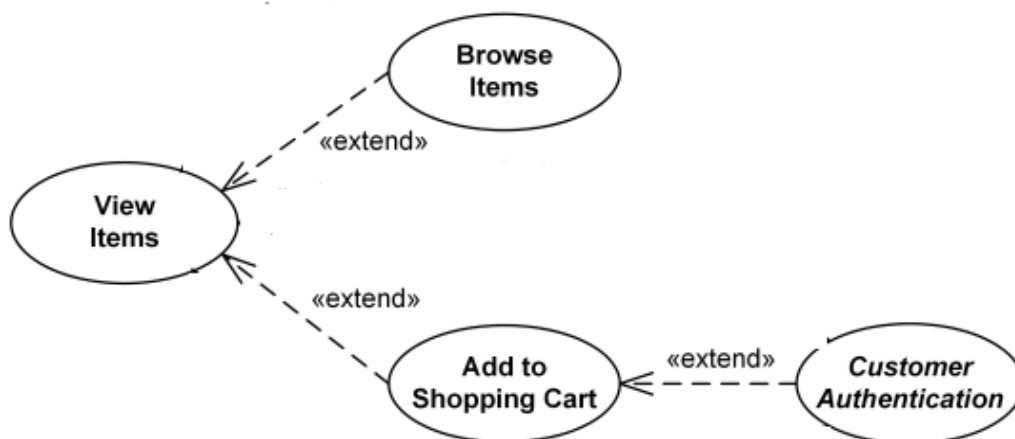 Browse
Items
«extend»
View
Items
«extend»
Add to
Shopping Cart
«extend»
Customer
Authentication